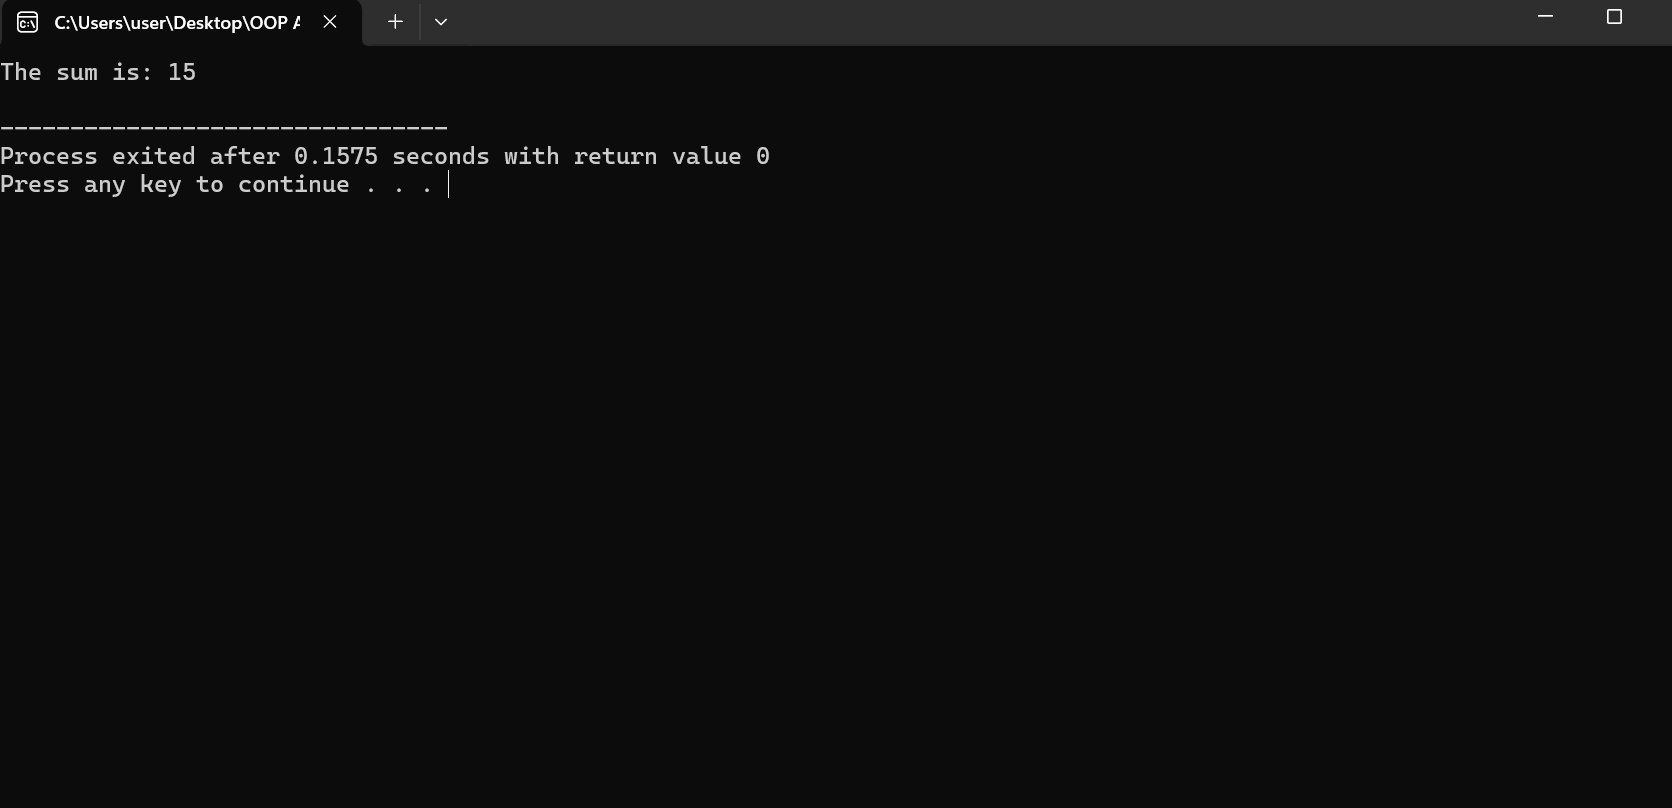 C:\Users\user\Desktop\OOP A
The sum is: 15
--------------------------------
Process exited after 0.1575 seconds with return value 0
Press any key to continue . . .